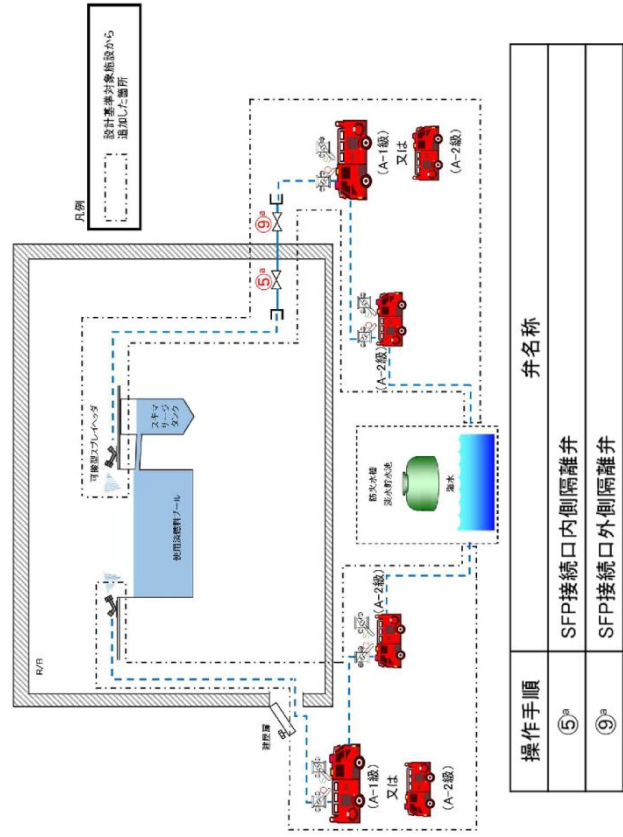 凡例
設計基準対象施設から
追加した箇所
R/B
可搬型スプレイヘッダ
使用済燃料プール
スキマ
サージ
タンク
⑤a
⑨a
建屋扉
(A-1級)
又は
(A-2級)
(A-2級)
防火水槽
淡水貯水池
海水
(A-2級)
(A-1級)
又は
(A-2級)
操作手順 弁名称
⑤a SFP接続口内側隔離弁
⑨a SFP接続口外側隔離弁